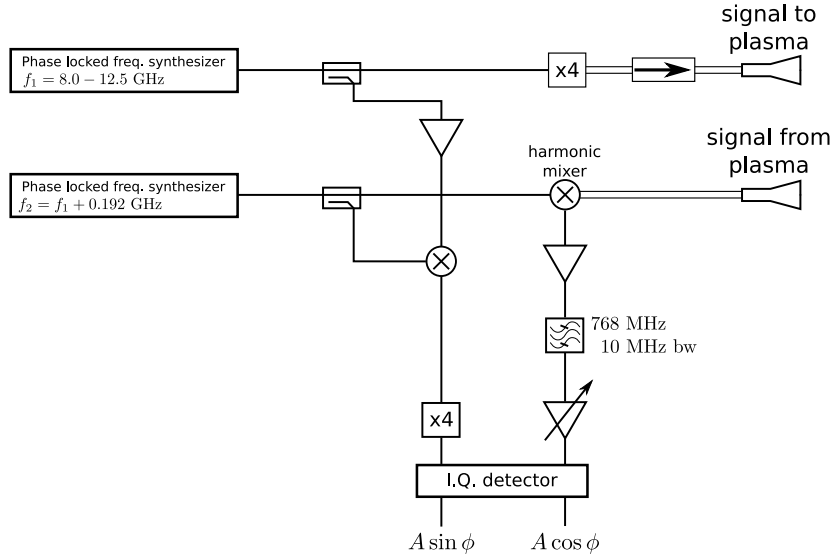 signal to
plasma
Phase locked freq. synthesizer
f₁ = 8.0 − 12.5 GHz
x4
signal from
plasma
harmonic
mixer
Phase locked freq. synthesizer
f₂ = f₁ + 0.192 GHz
768 MHz
10 MHz bw
x4
I.Q. detector
A sin ϕ
A cos ϕ